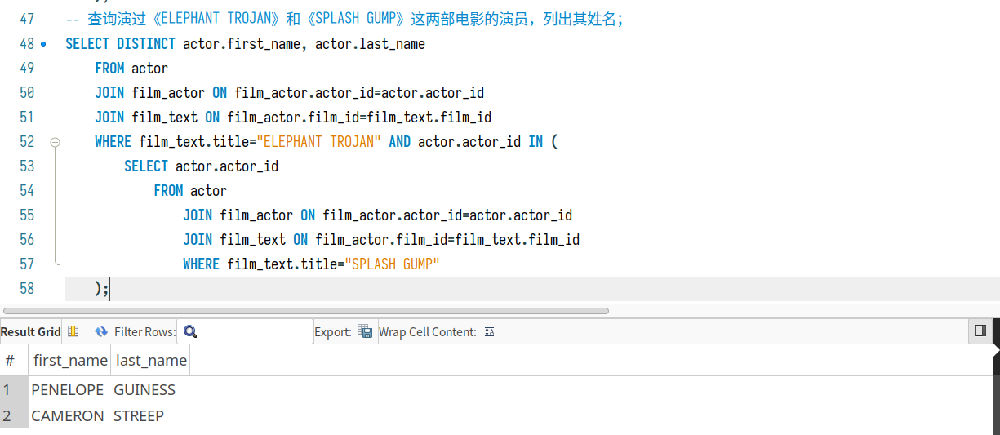 47 -- 查询演过《ELEPHANT TROJAN》和《SPLASH GUMP》这两部电影的演员，列出其姓名；
48 SELECT DISTINCT actor.first_name, actor.last_name
49 FROM actor
50 JOIN film_actor ON film_actor.actor_id=actor.actor_id
51 JOIN film_text ON film_actor.film_id=film_text.film_id
52 WHERE film_text.title="ELEPHANT TROJAN" AND actor.actor_id IN (
53 SELECT actor.actor_id
54 FROM actor
55 JOIN film_actor ON film_actor.actor_id=actor.actor_id
56 JOIN film_text ON film_actor.film_id=film_text.film_id
57 WHERE film_text.title="SPLASH GUMP"
58 );
Result Grid Filter Rows: Export: Wrap Cell Content:
# first_name last_name
1 PENELOPE GUINESS
2 CAMERON STREEP